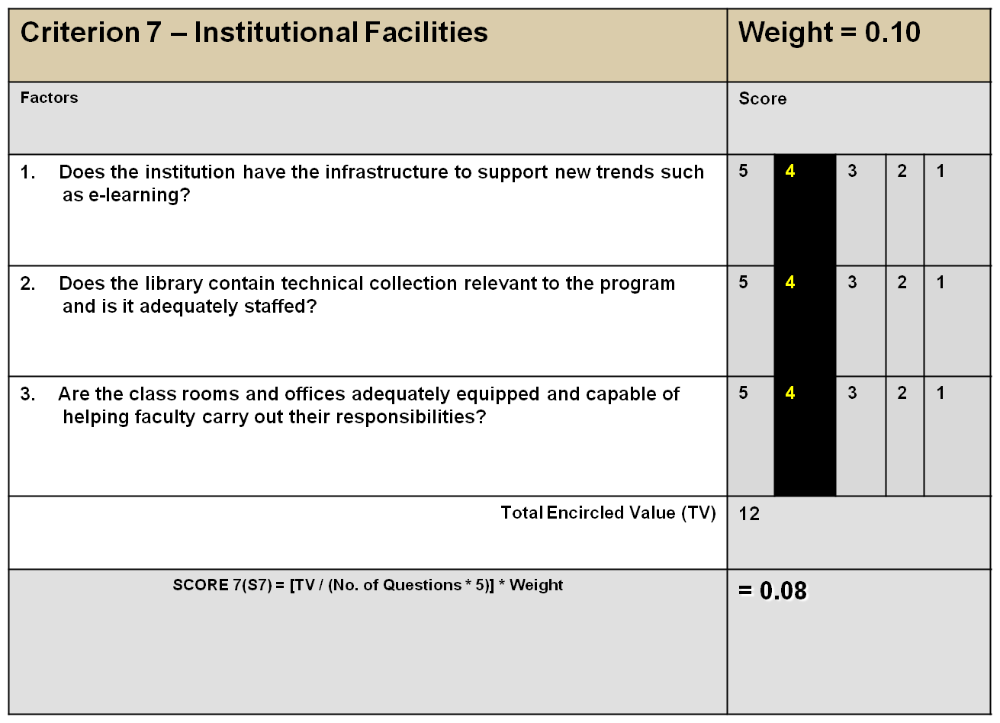 Criterion 7 – Institutional Facilities Weight = 0.10
Factors Score
1. Does the institution have the infrastructure to support new trends such 5 4 3 2 1
as e-learning?
2. Does the library contain technical collection relevant to the program 5 4 3 2 1
and is it adequately staffed?
3. Are the class rooms and offices adequately equipped and capable of 5 4 3 2 1
helping faculty carry out their responsibilities?
Total Encircled Value (TV) 12
SCORE 7(S7) = [TV / (No. of Questions * 5)] * Weight = 0.08